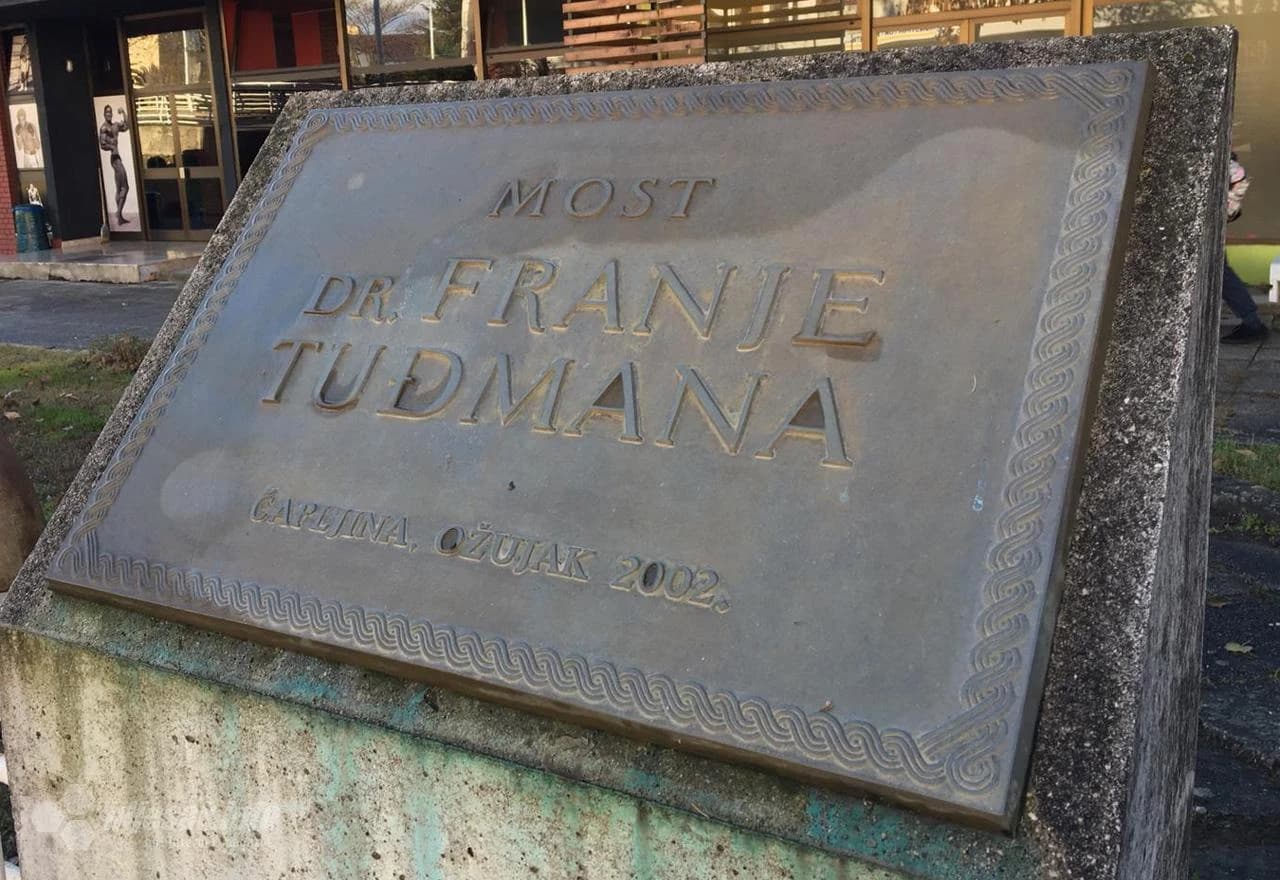 MOST
DR. FRANJE
TUĐMANA
ČAPLJINA, OŽUJAK 2002.